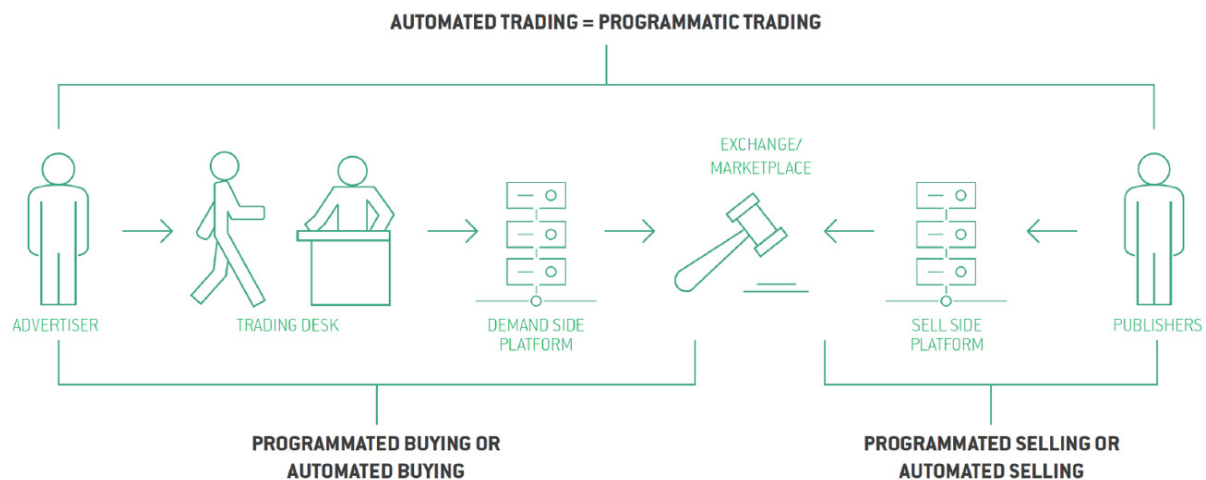 AUTOMATED TRADING = PROGRAMMATIC TRADING
EXCHANGE/
MARKETPLACE
ADVERTISER
TRADING DESK
DEMAND SIDE
PLATFORM
SELL SIDE
PLATFORM
PUBLISHERS
PROGRAMMATED BUYING OR
AUTOMATED BUYING
PROGRAMMATED SELLING OR
AUTOMATED SELLING